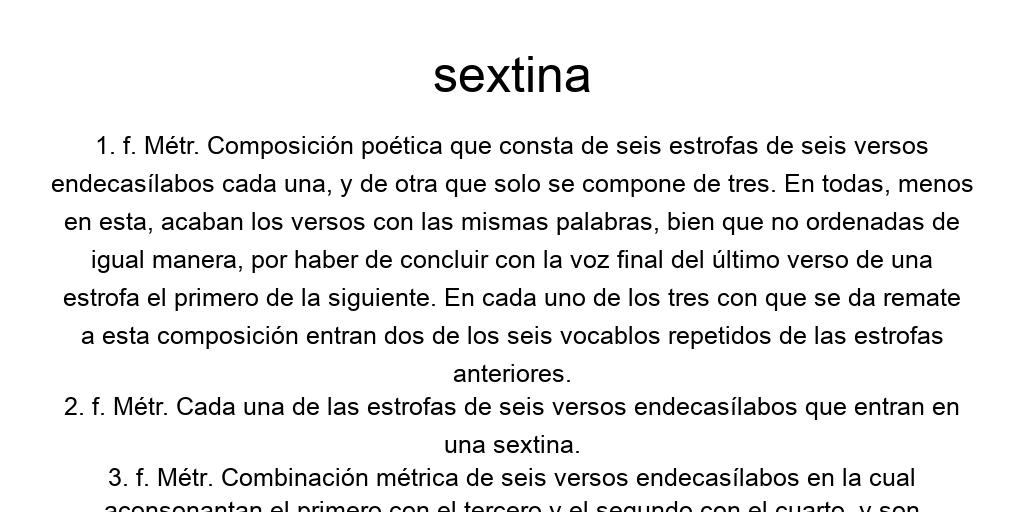 sextina
1. f. Métr. Composición poética que consta de seis estrofas de seis versos
endecasílabos cada una, y de otra que solo se compone de tres. En todas, menos
en esta, acaban los versos con las mismas palabras, bien que no ordenadas de
igual manera, por haber de concluir con la voz final del último verso de una
estrofa el primero de la siguiente. En cada uno de los tres con que se da remate
a esta composición entran dos de los seis vocablos repetidos de las estrofas
anteriores.
2. f. Métr. Cada una de las estrofas de seis versos endecasílabos que entran en
una sextina.
3. f. Métr. Combinación métrica de seis versos endecasílabos en la cual
aconsonantan el primero con el tercero y el segundo con el cuarto, y son